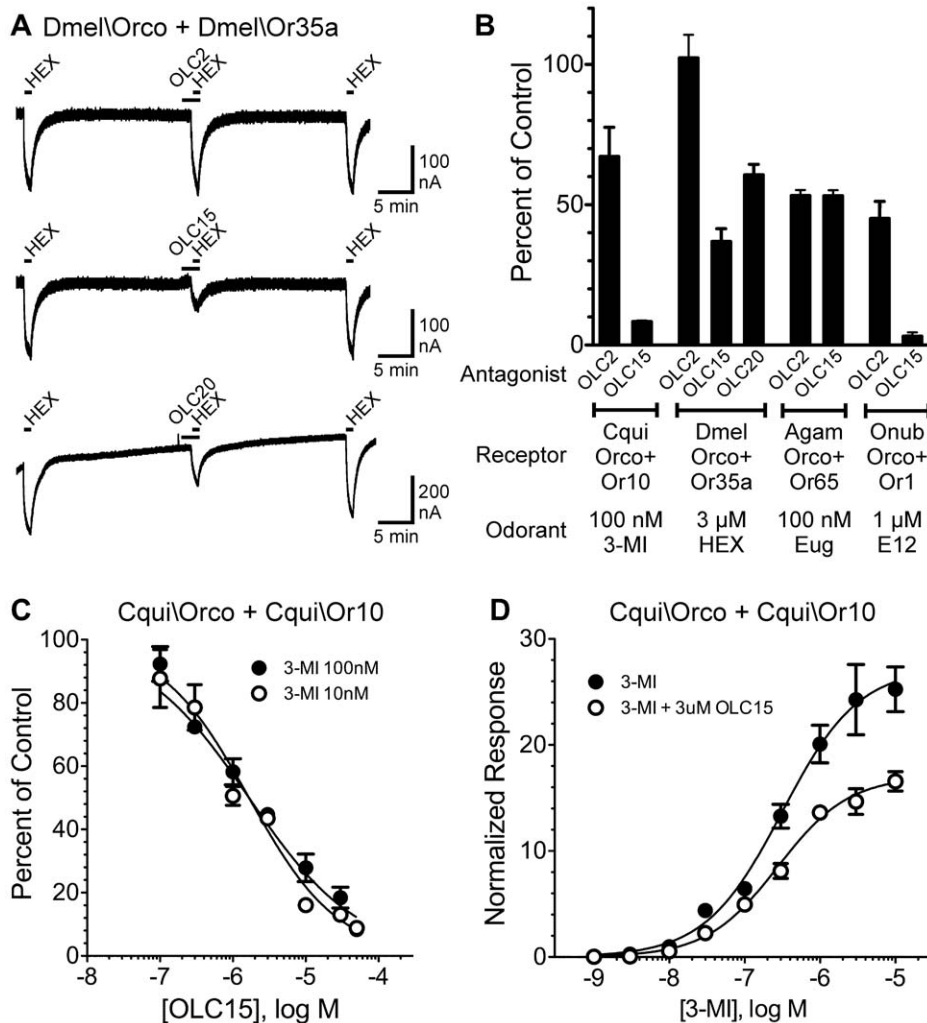 A Dmel\Orco + Dmel\Or35a
HEX
OLC2
HEX
HEX
100
nA
5 min
HEX
OLC15
HEX
HEX
100
nA
5 min
HEX
OLC20
HEX
HEX
200
nA
5 min
B
Percent of Control
100
50
0
Antagonist
OLC2
OLC15
OLC2
OLC15
OLC20
OLC2
OLC15
OLC2
OLC15
Receptor
Cqui Dmel Agam Onub
Orco+ Orco+ Orco+ Orco+
Or10 Or35a Or65 Or1
Odorant
100 nM 3 µM 100 nM 1 µM
3-MI HEX Eug E12
C
Cqui\Orco + Cqui\Or10
Percent of Control
100
80
60
40
20
0
3-MI 100nM
3-MI 10nM
-8 -7 -6 -5 -4
[OLC15], log M
D
Cqui\Orco + Cqui\Or10
Normalized Response
30
20
10
0
3-MI
3-MI + 3uM OLC15
-9 -8 -7 -6 -5
[3-MI], log M